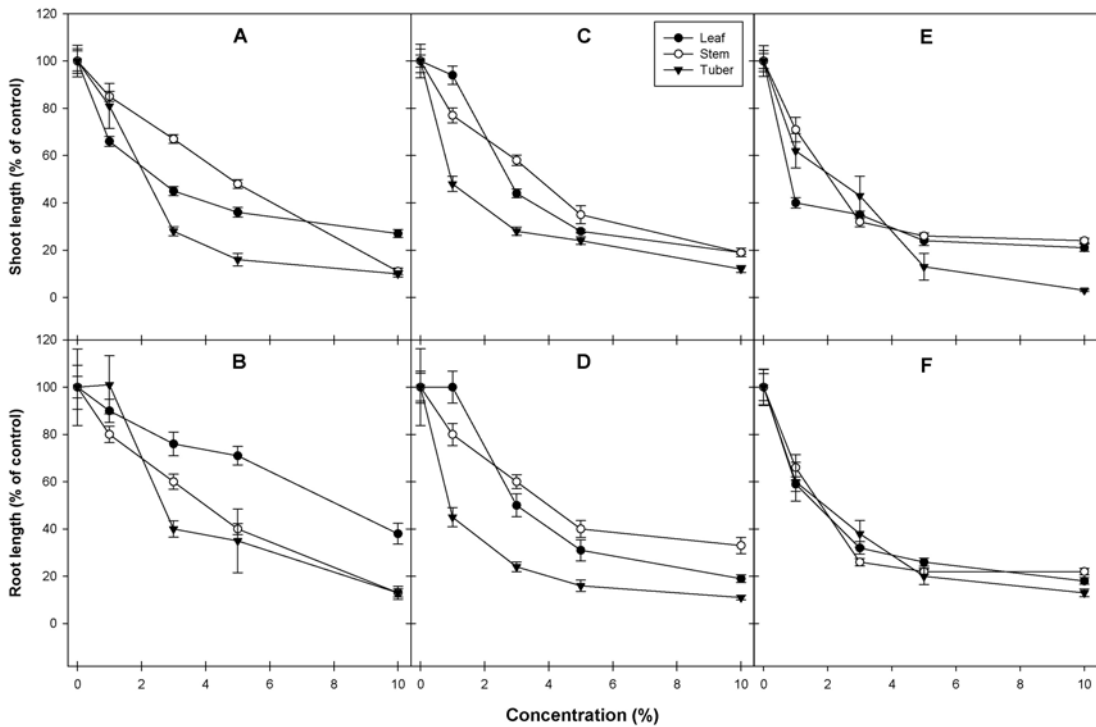 120
100
80
60
40
20
0
Shoot length (% of control)
A
C
E
Leaf
Stem
Tuber
120
100
80
60
40
20
0
Root length (% of control)
B
D
F
0 2 4 6 8 10 0 2 4 6 8 10 0 2 4 6 8 10
Concentration (%)